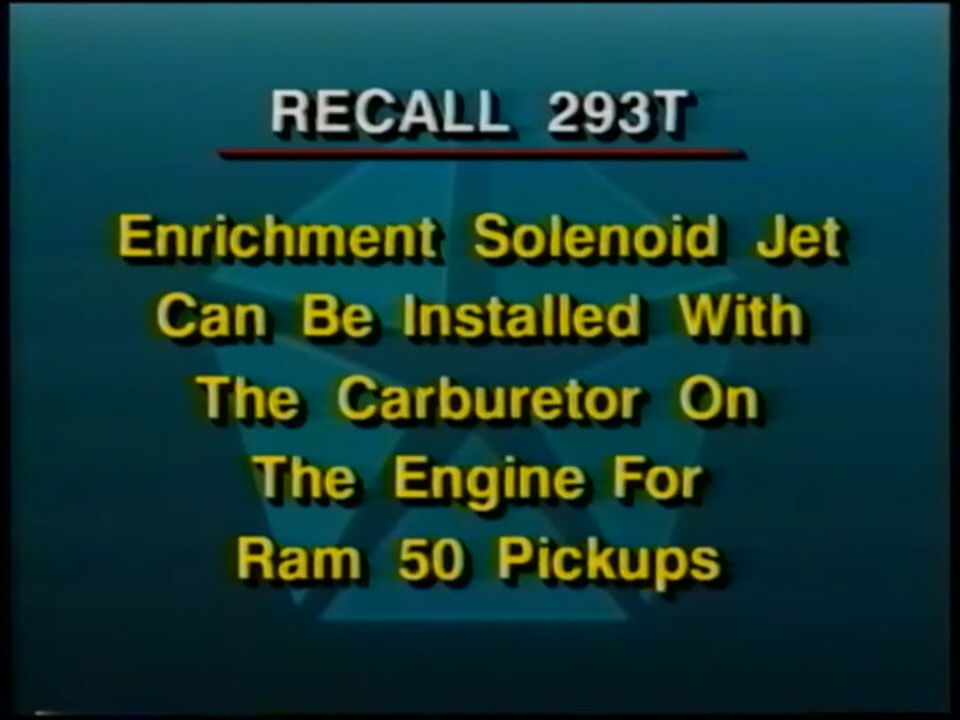 RECALL 293T
Enrichment Solenoid Jet
Can Be Installed With
The Carburetor On
The Engine For
Ram 50 Pickups